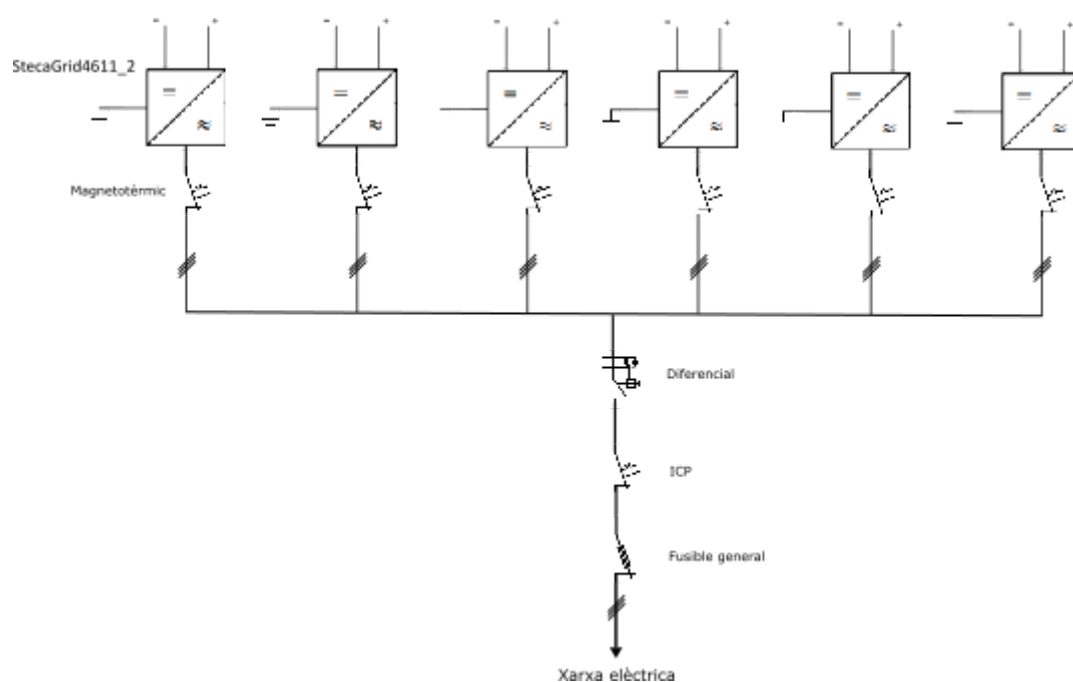 - + - + - + - + - + - +
StecaGrid4611_2
Magnetotèrmic
Diferencial
ICP
Fusible general
Xarxa elèctrica